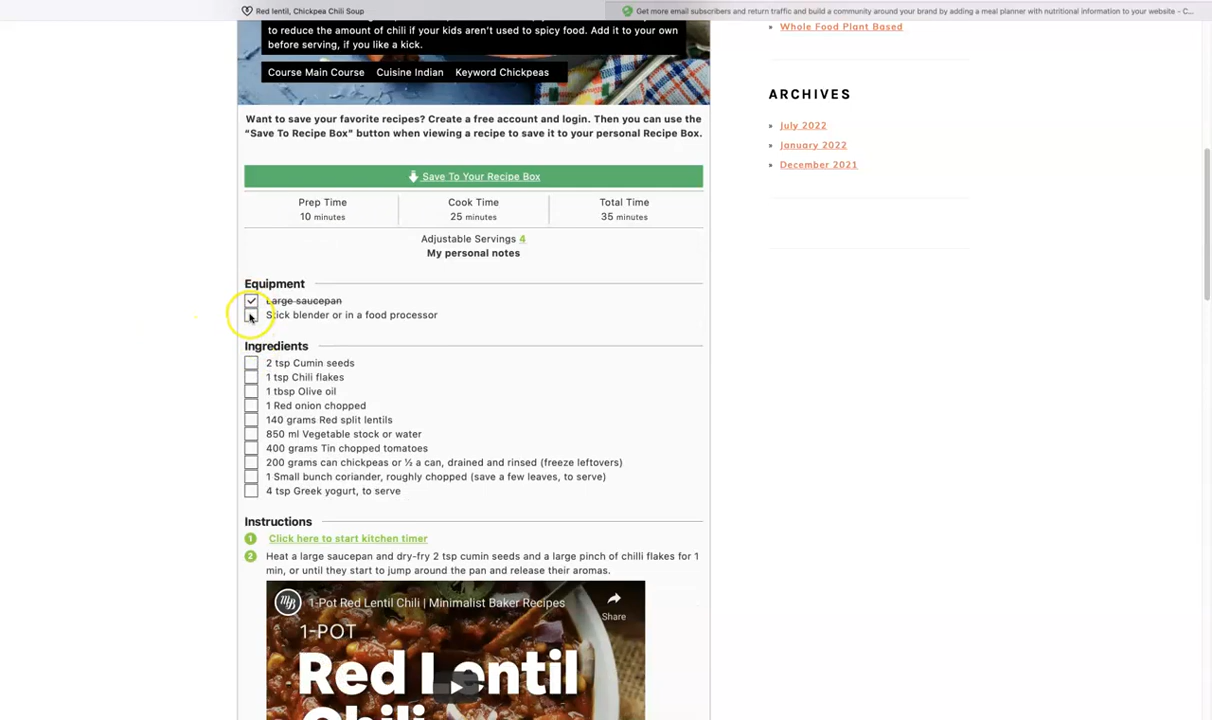 Red lentil, Chickpea Chili Soup
Get more email subscribers and return traffic and build a community around your brand by adding a meal planner with nutritional information to your website - C...
to reduce the amount of chili if your kids aren't used to spicy food. Add it to your own
before serving, if you like a kick.
Course Main Course Cuisine Indian Keyword Chickpeas
Want to save your favorite recipes? Create a free account and login. Then you can use the
"Save To Recipe Box" button when viewing a recipe to save it to your personal Recipe Box.
Save To Your Recipe Box
Prep Time
10 minutes
Cook Time
25 minutes
Total Time
35 minutes
Adjustable Servings 4
My personal notes
Equipment
Large saucepan
Stick blender or in a food processor
Ingredients
2 tsp Cumin seeds
1 tsp Chili flakes
1 tbsp Olive oil
1 Red onion chopped
140 grams Red split lentils
850 ml Vegetable stock or water
400 grams Tin chopped tomatoes
200 grams can chickpeas or ½ a can, drained and rinsed (freeze leftovers)
1 Small bunch coriander, roughly chopped (save a few leaves, to serve)
4 tsp Greek yogurt, to serve
Instructions
1 Click here to start kitchen timer
2 Heat a large saucepan and dry-fry 2 tsp cumin seeds and a large pinch of chilli flakes for 1
min, or until they start to jump around the pan and release their aromas.
MB 1-Pot Red Lentil Chili | Minimalist Baker Recipes
Share
1-POT
Red Lentil
Chili
Whole Food Plant Based
ARCHIVES
» July 2022
» January 2022
» December 2021